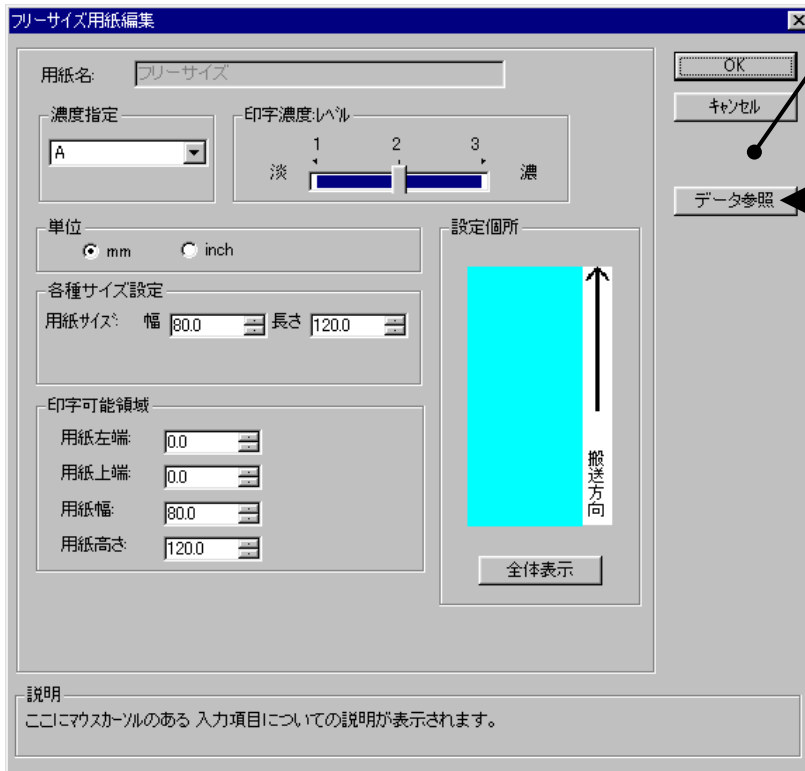 フリーサイズ用紙編集
用紙名: フリーサイズ
濃度指定
A
印字濃度:ﾚﾍﾞﾙ
1 2 3
淡 濃
単位
mm inch
各種サイズ設定
用紙ｻｲｽﾞ: 幅 80.0 長さ 120.0
印字可能領域
用紙左端: 0.0
用紙上端: 0.0
用紙幅: 80.0
用紙高さ: 120.0
設定個所
搬送方向
全体表示
OK
ｷｬﾝｾﾙ
データ参照
説明
ここにﾏｳｽｶｰｿﾙのある 入力項目についての説明が表示されます。